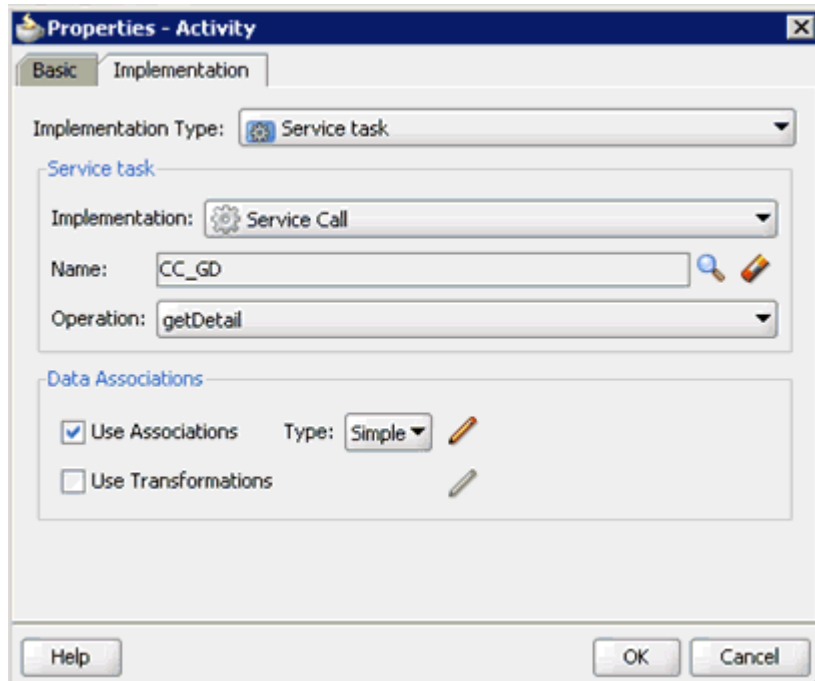 Properties - Activity
Basic Implementation
Implementation Type: Service task
Service task
Implementation: Service Call
Name: CC_GD
Operation: getDetail
Data Associations
Use Associations Type: Simple
Use Transformations
Help OK Cancel